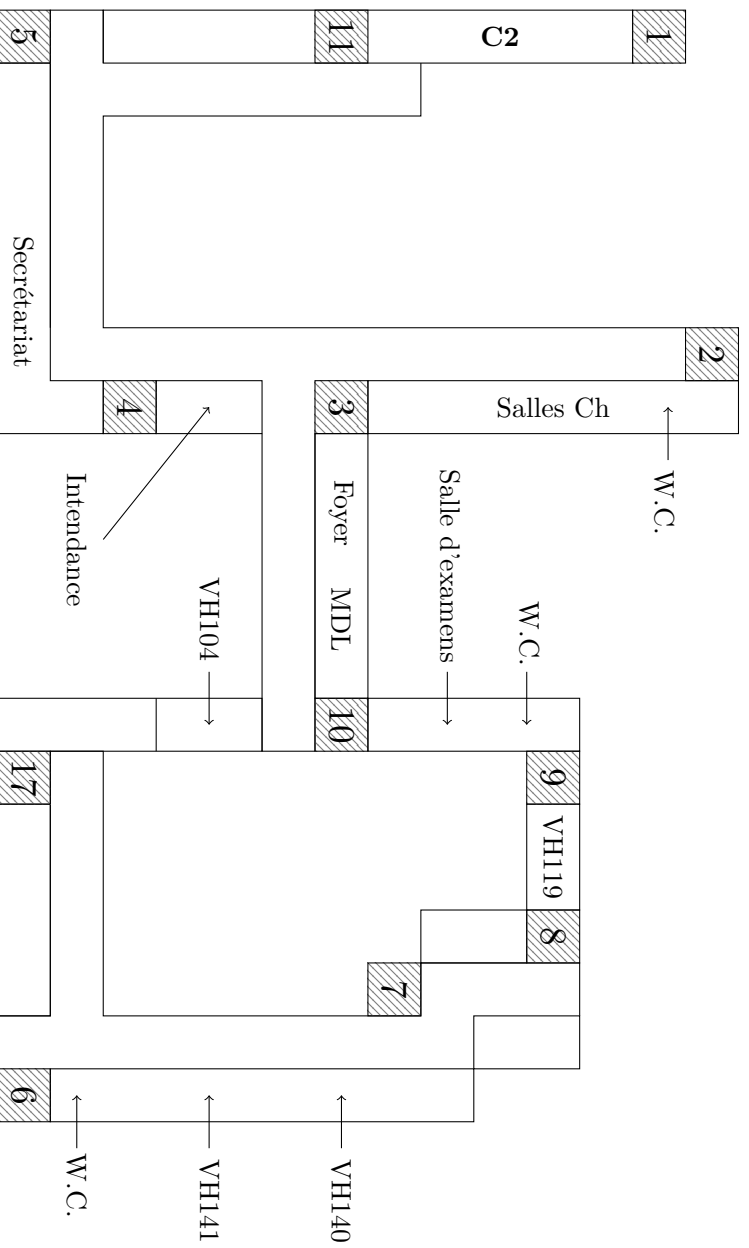 5
11
C2
1
Secrétariat
2
4
3
Salles Ch
W.C.
Intendance
Foyer MDL
Salle d'examens
VH104
W.C.
10
17
9
VH119
8
7
6
W.C.
VH141
VH140